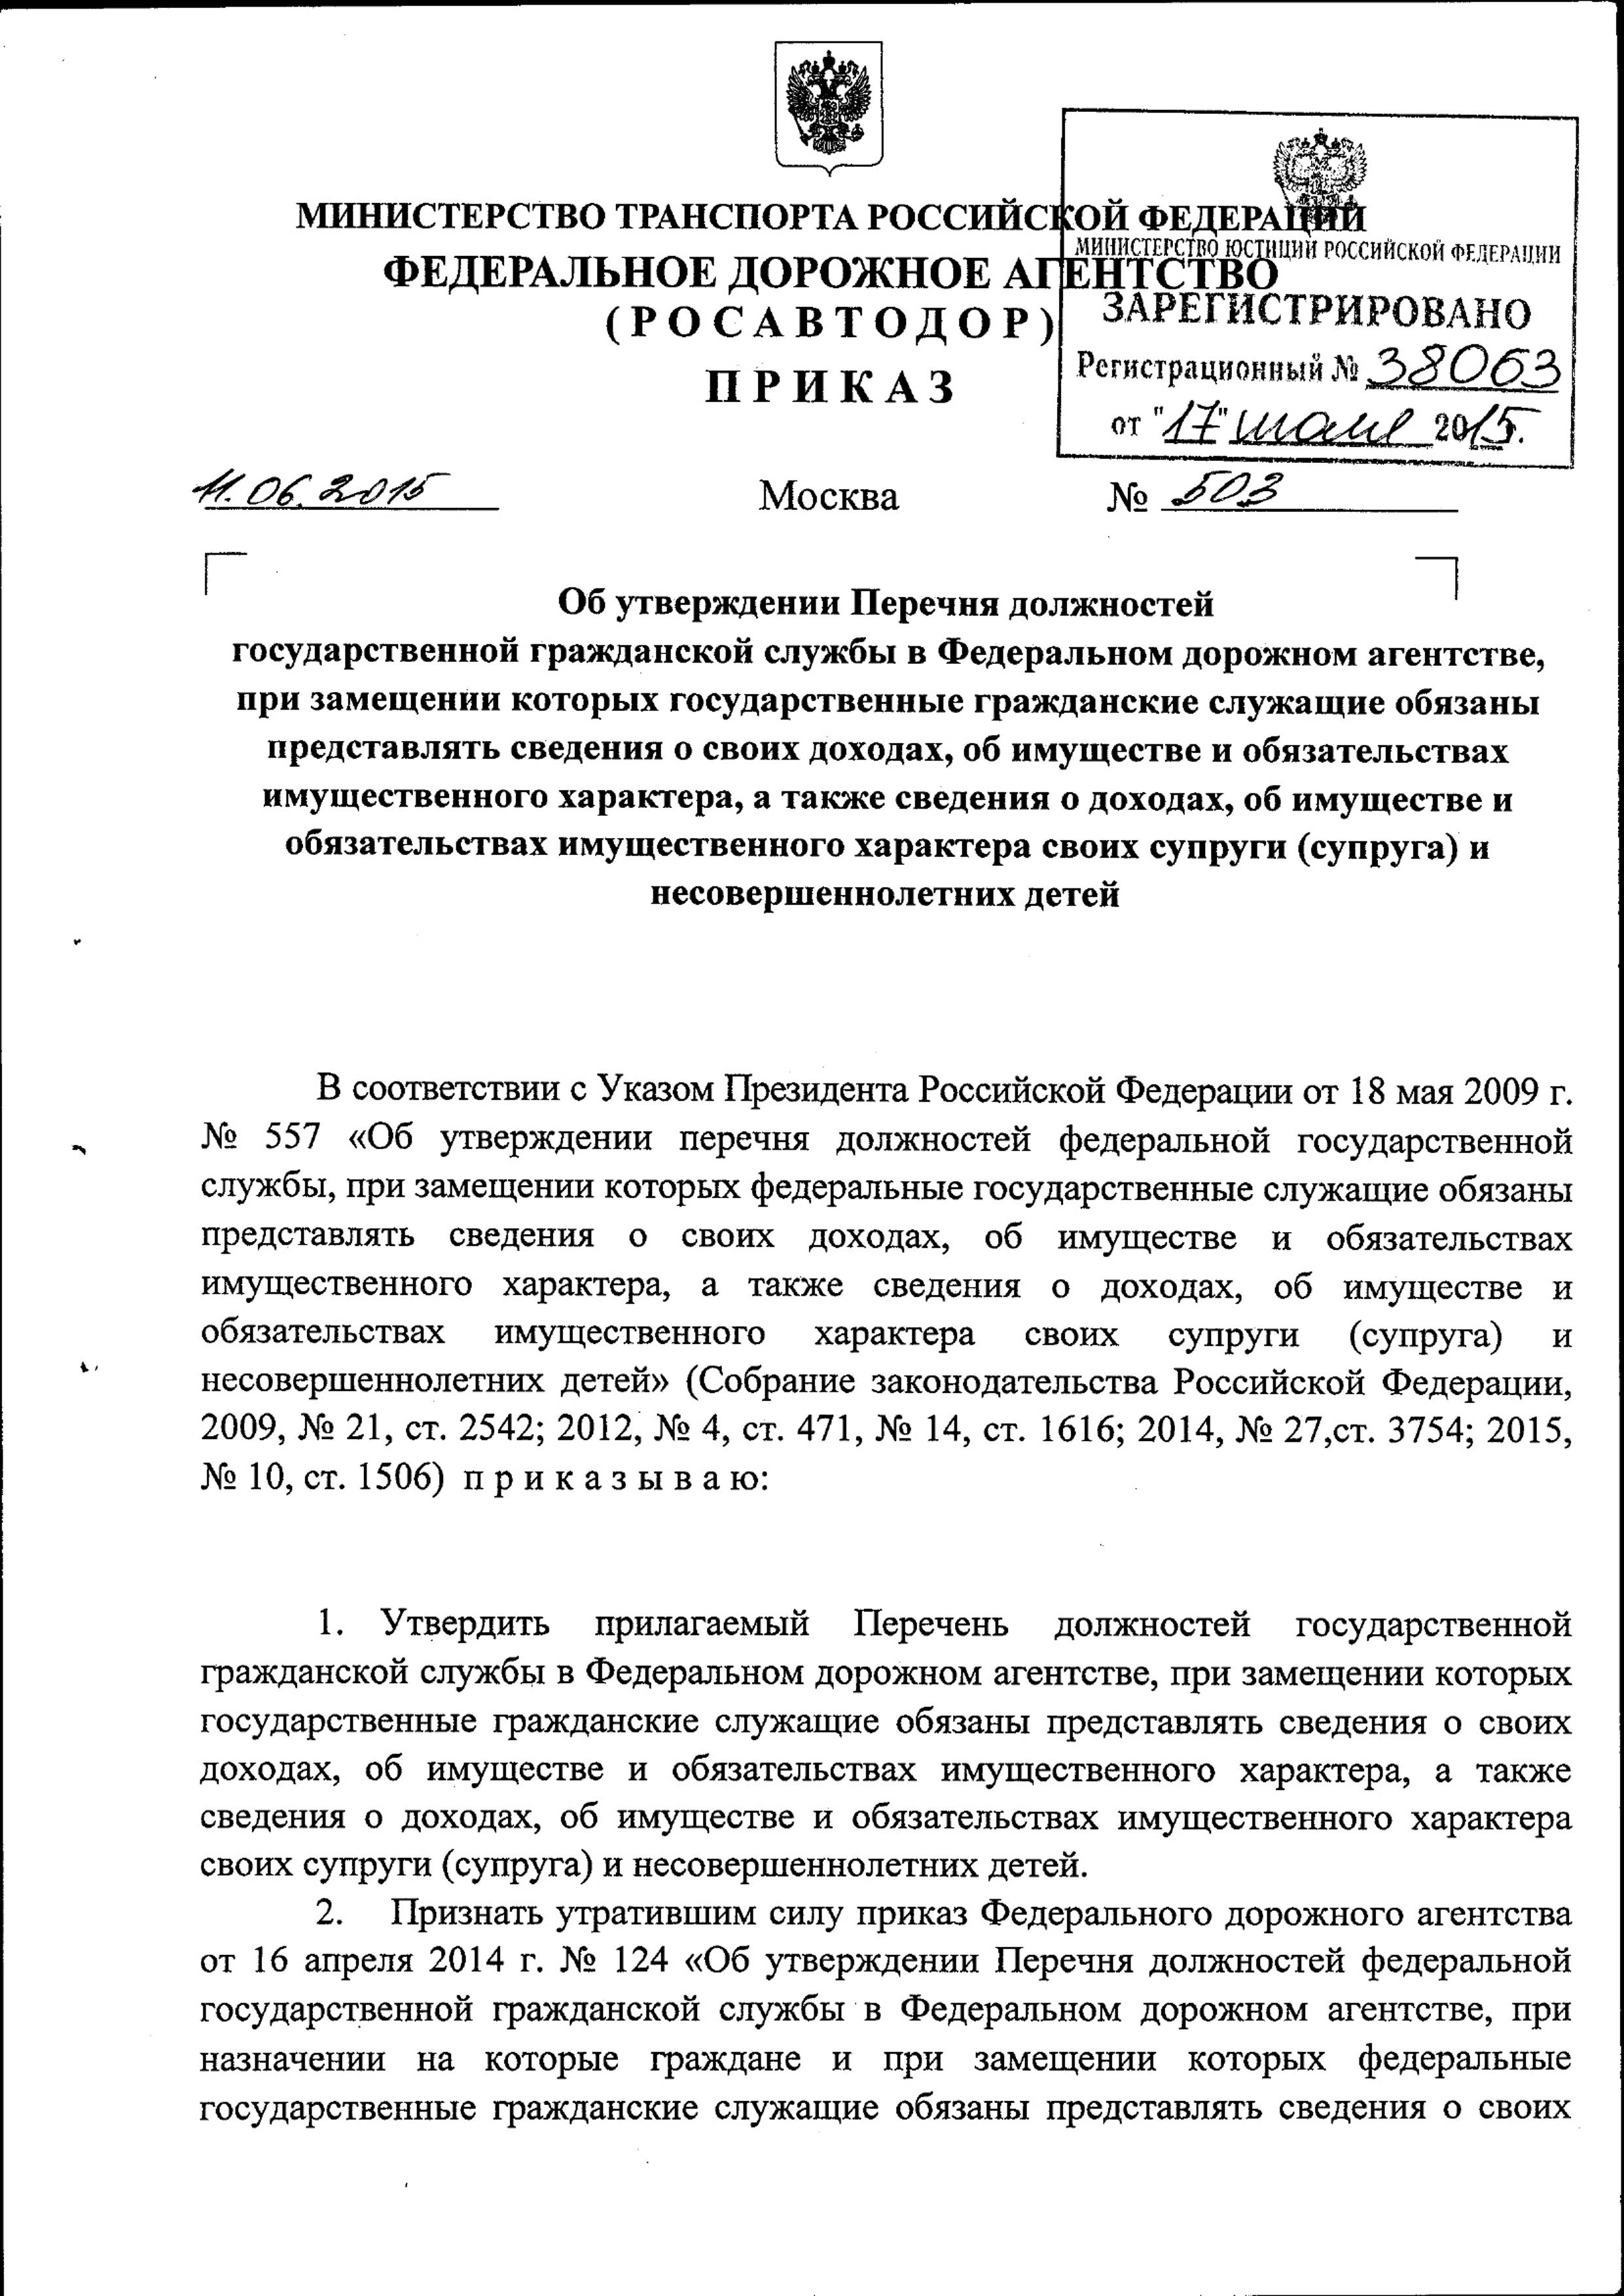 МИНИСТЕРСТВО ТРАНСПОРТА РОССИЙСКОЙ ФЕДЕРАЦИИ
ФЕДЕРАЛЬНОЕ ДОРОЖНОЕ АГЕНТСТВО
(РОСАВТОДОР)
ПРИКАЗ
МИНИСТЕРСТВО ЮСТИЦИИ РОССИЙСКОЙ ФЕДЕРАЦИИ
ЗАРЕГИСТРИРОВАНО
Регистрационный № 38063
от "17" июля 2015.
11.06.2015 Москва № 503
Об утверждении Перечня должностей
государственной гражданской службы в Федеральном дорожном агентстве,
при замещении которых государственные гражданские служащие обязаны
представлять сведения о своих доходах, об имуществе и обязательствах
имущественного характера, а также сведения о доходах, об имуществе и
обязательствах имущественного характера своих супруги (супруга) и
несовершеннолетних детей
В соответствии с Указом Президента Российской Федерации от 18 мая 2009 г.
№ 557 «Об утверждении перечня должностей федеральной государственной
службы, при замещении которых федеральные государственные служащие обязаны
представлять сведения о своих доходах, об имуществе и обязательствах
имущественного характера, а также сведения о доходах, об имуществе и
обязательствах имущественного характера своих супруги (супруга) и
несовершеннолетних детей» (Собрание законодательства Российской Федерации,
2009, № 21, ст. 2542; 2012, № 4, ст. 471, № 14, ст. 1616; 2014, № 27,ст. 3754; 2015,
№ 10, ст. 1506) п р и к а з ы в а ю:
1. Утвердить прилагаемый Перечень должностей государственной
гражданской службы в Федеральном дорожном агентстве, при замещении которых
государственные гражданские служащие обязаны представлять сведения о своих
доходах, об имуществе и обязательствах имущественного характера, а также
сведения о доходах, об имуществе и обязательствах имущественного характера
своих супруги (супруга) и несовершеннолетних детей.
2. Признать утратившим силу приказ Федерального дорожного агентства
от 16 апреля 2014 г. № 124 «Об утверждении Перечня должностей федеральной
государственной гражданской службы в Федеральном дорожном агентстве, при
назначении на которые граждане и при замещении которых федеральные
государственные гражданские служащие обязаны представлять сведения о своих